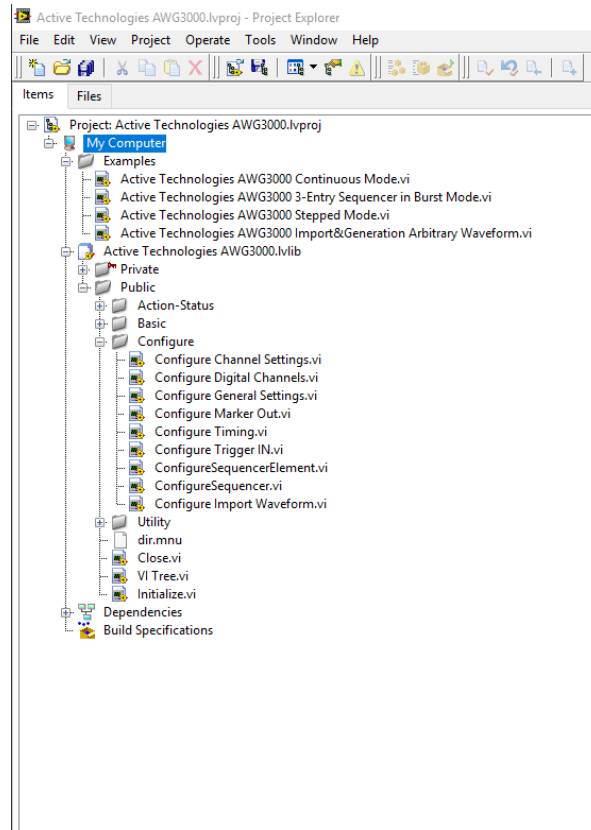 Active Technologies AWG3000.lvproj - Project Explorer
File Edit View Project Operate Tools Window Help
Items Files
Project: Active Technologies AWG3000.lvproj
My Computer
Examples
Active Technologies AWG3000 Continuous Mode.vi
Active Technologies AWG3000 3-Entry Sequencer in Burst Mode.vi
Active Technologies AWG3000 Stepped Mode.vi
Active Technologies AWG3000 Import&Generation Arbitrary Waveform.vi
Active Technologies AWG3000.lvlib
Private
Public
Action-Status
Basic
Configure
Configure Channel Settings.vi
Configure Digital Channels.vi
Configure General Settings.vi
Configure Marker Out.vi
Configure Timing.vi
Configure Trigger IN.vi
ConfigureSequencerElement.vi
ConfigureSequencer.vi
Configure Import Waveform.vi
Utility
dir.mnu
Close.vi
VI Tree.vi
Initialize.vi
Dependencies
Build Specifications